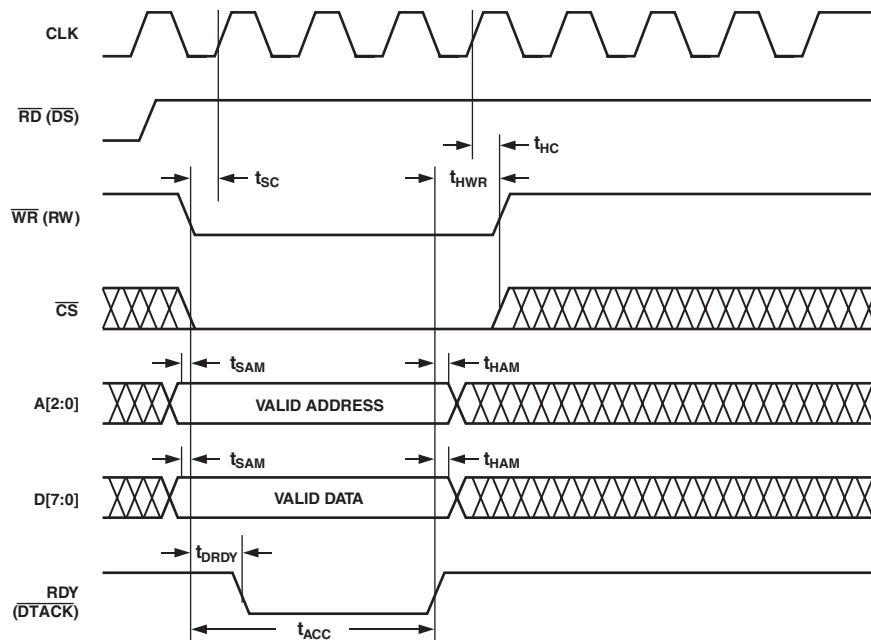 CLK
RD (DS)
tHC
tSC
tHWR
WR (RW)
CS
tSAM
tHAM
A[2:0]
VALID ADDRESS
tSAM
tHAM
D[7:0]
VALID DATA
tDRDY
RDY
(DTACK)
tACC